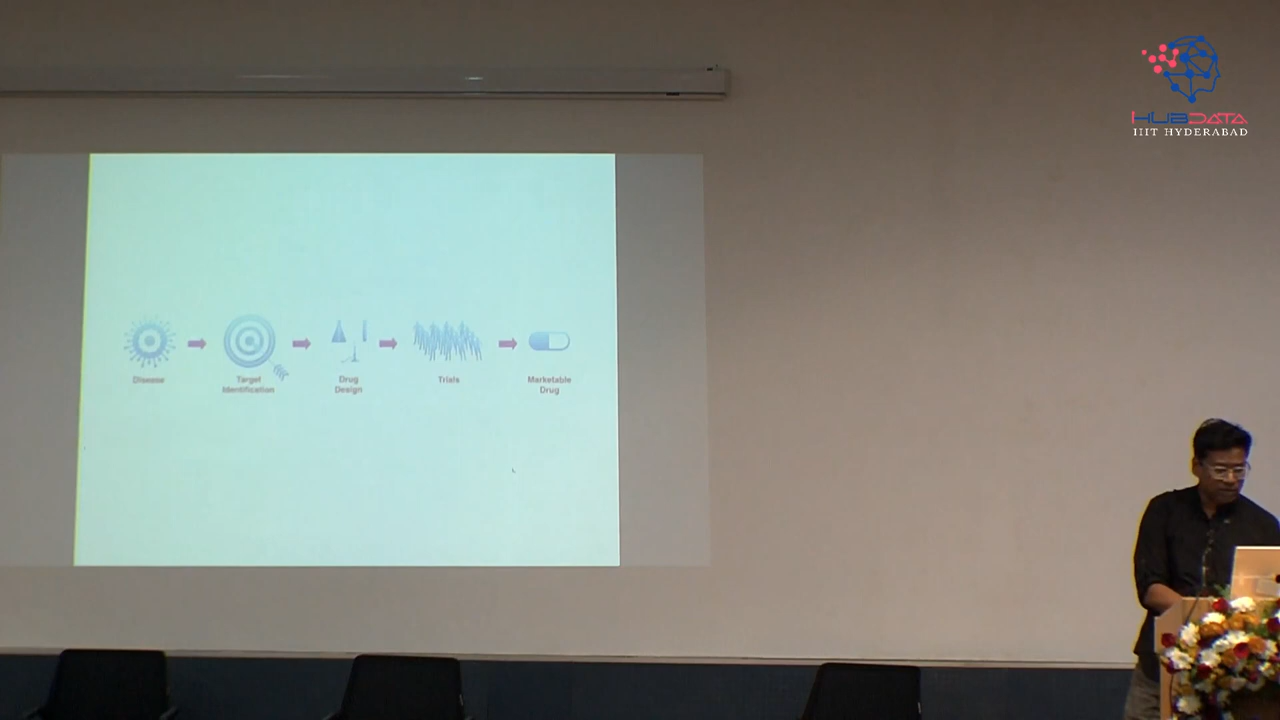 HUBDATA
IIIT HYDERABAD
Disease
Target
Identification
Drug
Design
Trials
Marketable
Drug